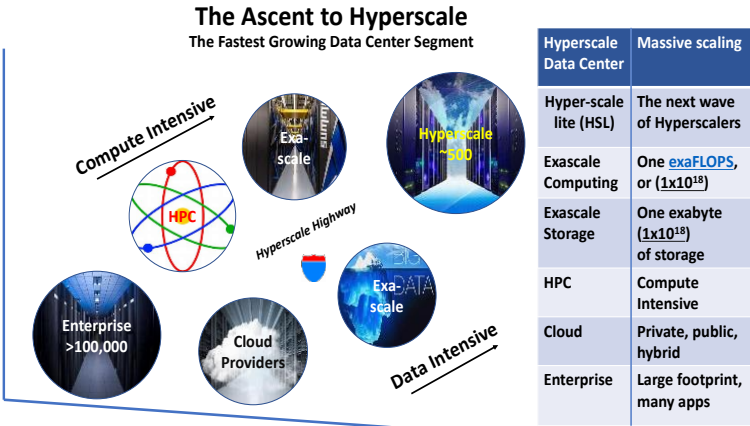 The Ascent to Hyperscale
The Fastest Growing Data Center Segment
Compute Intensive
Exa-
scale
Hyperscale
~500
HPC
Hyperscale Highway
BIG
DATA
Exa-
scale
Enterprise
>100,000
Cloud
Providers
Data Intensive
Hyperscale
Data Center
Massive scaling
Hyper-scale
lite (HSL)
The next wave
of Hyperscalers
Exascale
Computing
One exaFLOPS,
or (1x10¹⁸)
Exascale
Storage
One exabyte
(1x10¹⁸)
of storage
HPC
Compute
Intensive
Cloud
Private, public,
hybrid
Enterprise
Large footprint,
many apps